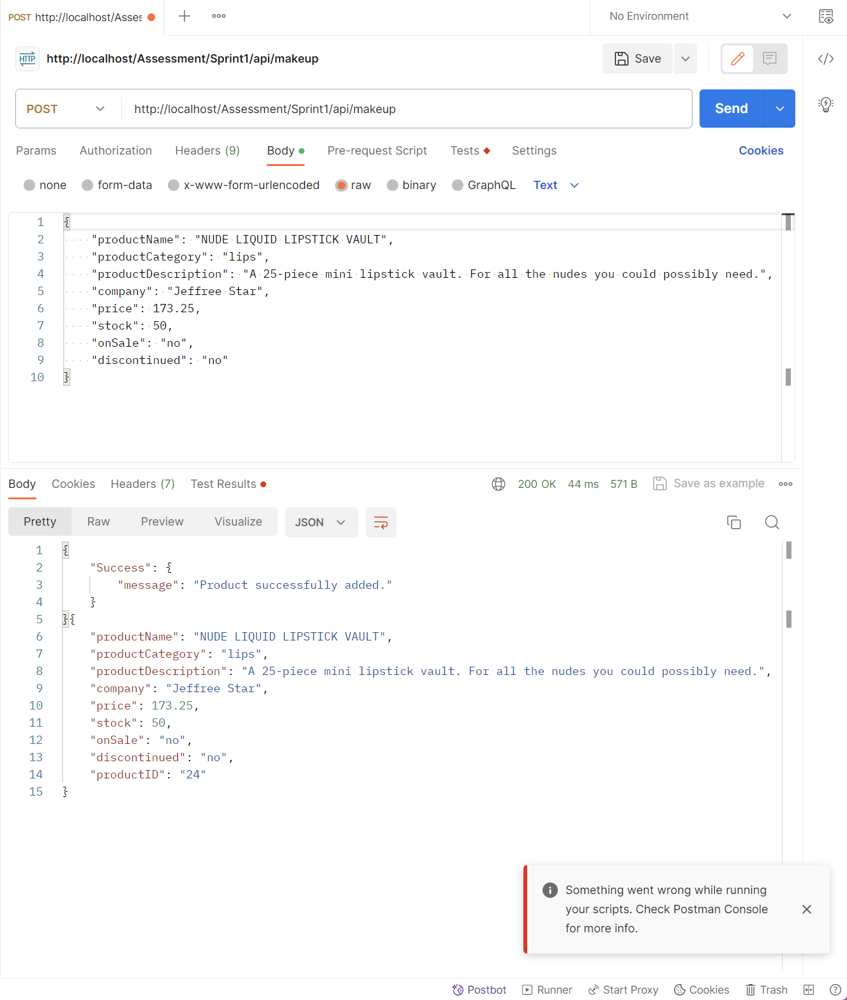 POST http://localhost/Asses
No Environment
HTTP http://localhost/Assessment/Sprint1/api/makeup
Save
POST http://localhost/Assessment/Sprint1/api/makeup
Send
Params Authorization Headers (9) Body Pre-request Script Tests Settings Cookies
none form-data x-www-form-urlencoded raw binary GraphQL Text
1 {
2 "productName": "NUDE LIQUID LIPSTICK VAULT",
3 "productCategory": "lips",
4 "productDescription": "A 25-piece mini lipstick vault. For all the nudes you could possibly need.",
5 "company": "Jeffree Star",
6 "price": 173.25,
7 "stock": 50,
8 "onSale": "no",
9 "discontinued": "no"
10 }
Body Cookies Headers (7) Test Results 200 OK 44 ms 571 B Save as example
Pretty Raw Preview Visualize JSON
1 {
2 "Success": {
3 "message": "Product successfully added."
4 }
5 }{
6 "productName": "NUDE LIQUID LIPSTICK VAULT",
7 "productCategory": "lips",
8 "productDescription": "A 25-piece mini lipstick vault. For all the nudes you could possibly need.",
9 "company": "Jeffree Star",
10 "price": 173.25,
11 "stock": 50,
12 "onSale": "no",
13 "discontinued": "no",
14 "productID": "24"
15 }
Something went wrong while running
your scripts. Check Postman Console
for more info.
Postbot Runner Start Proxy Cookies Trash